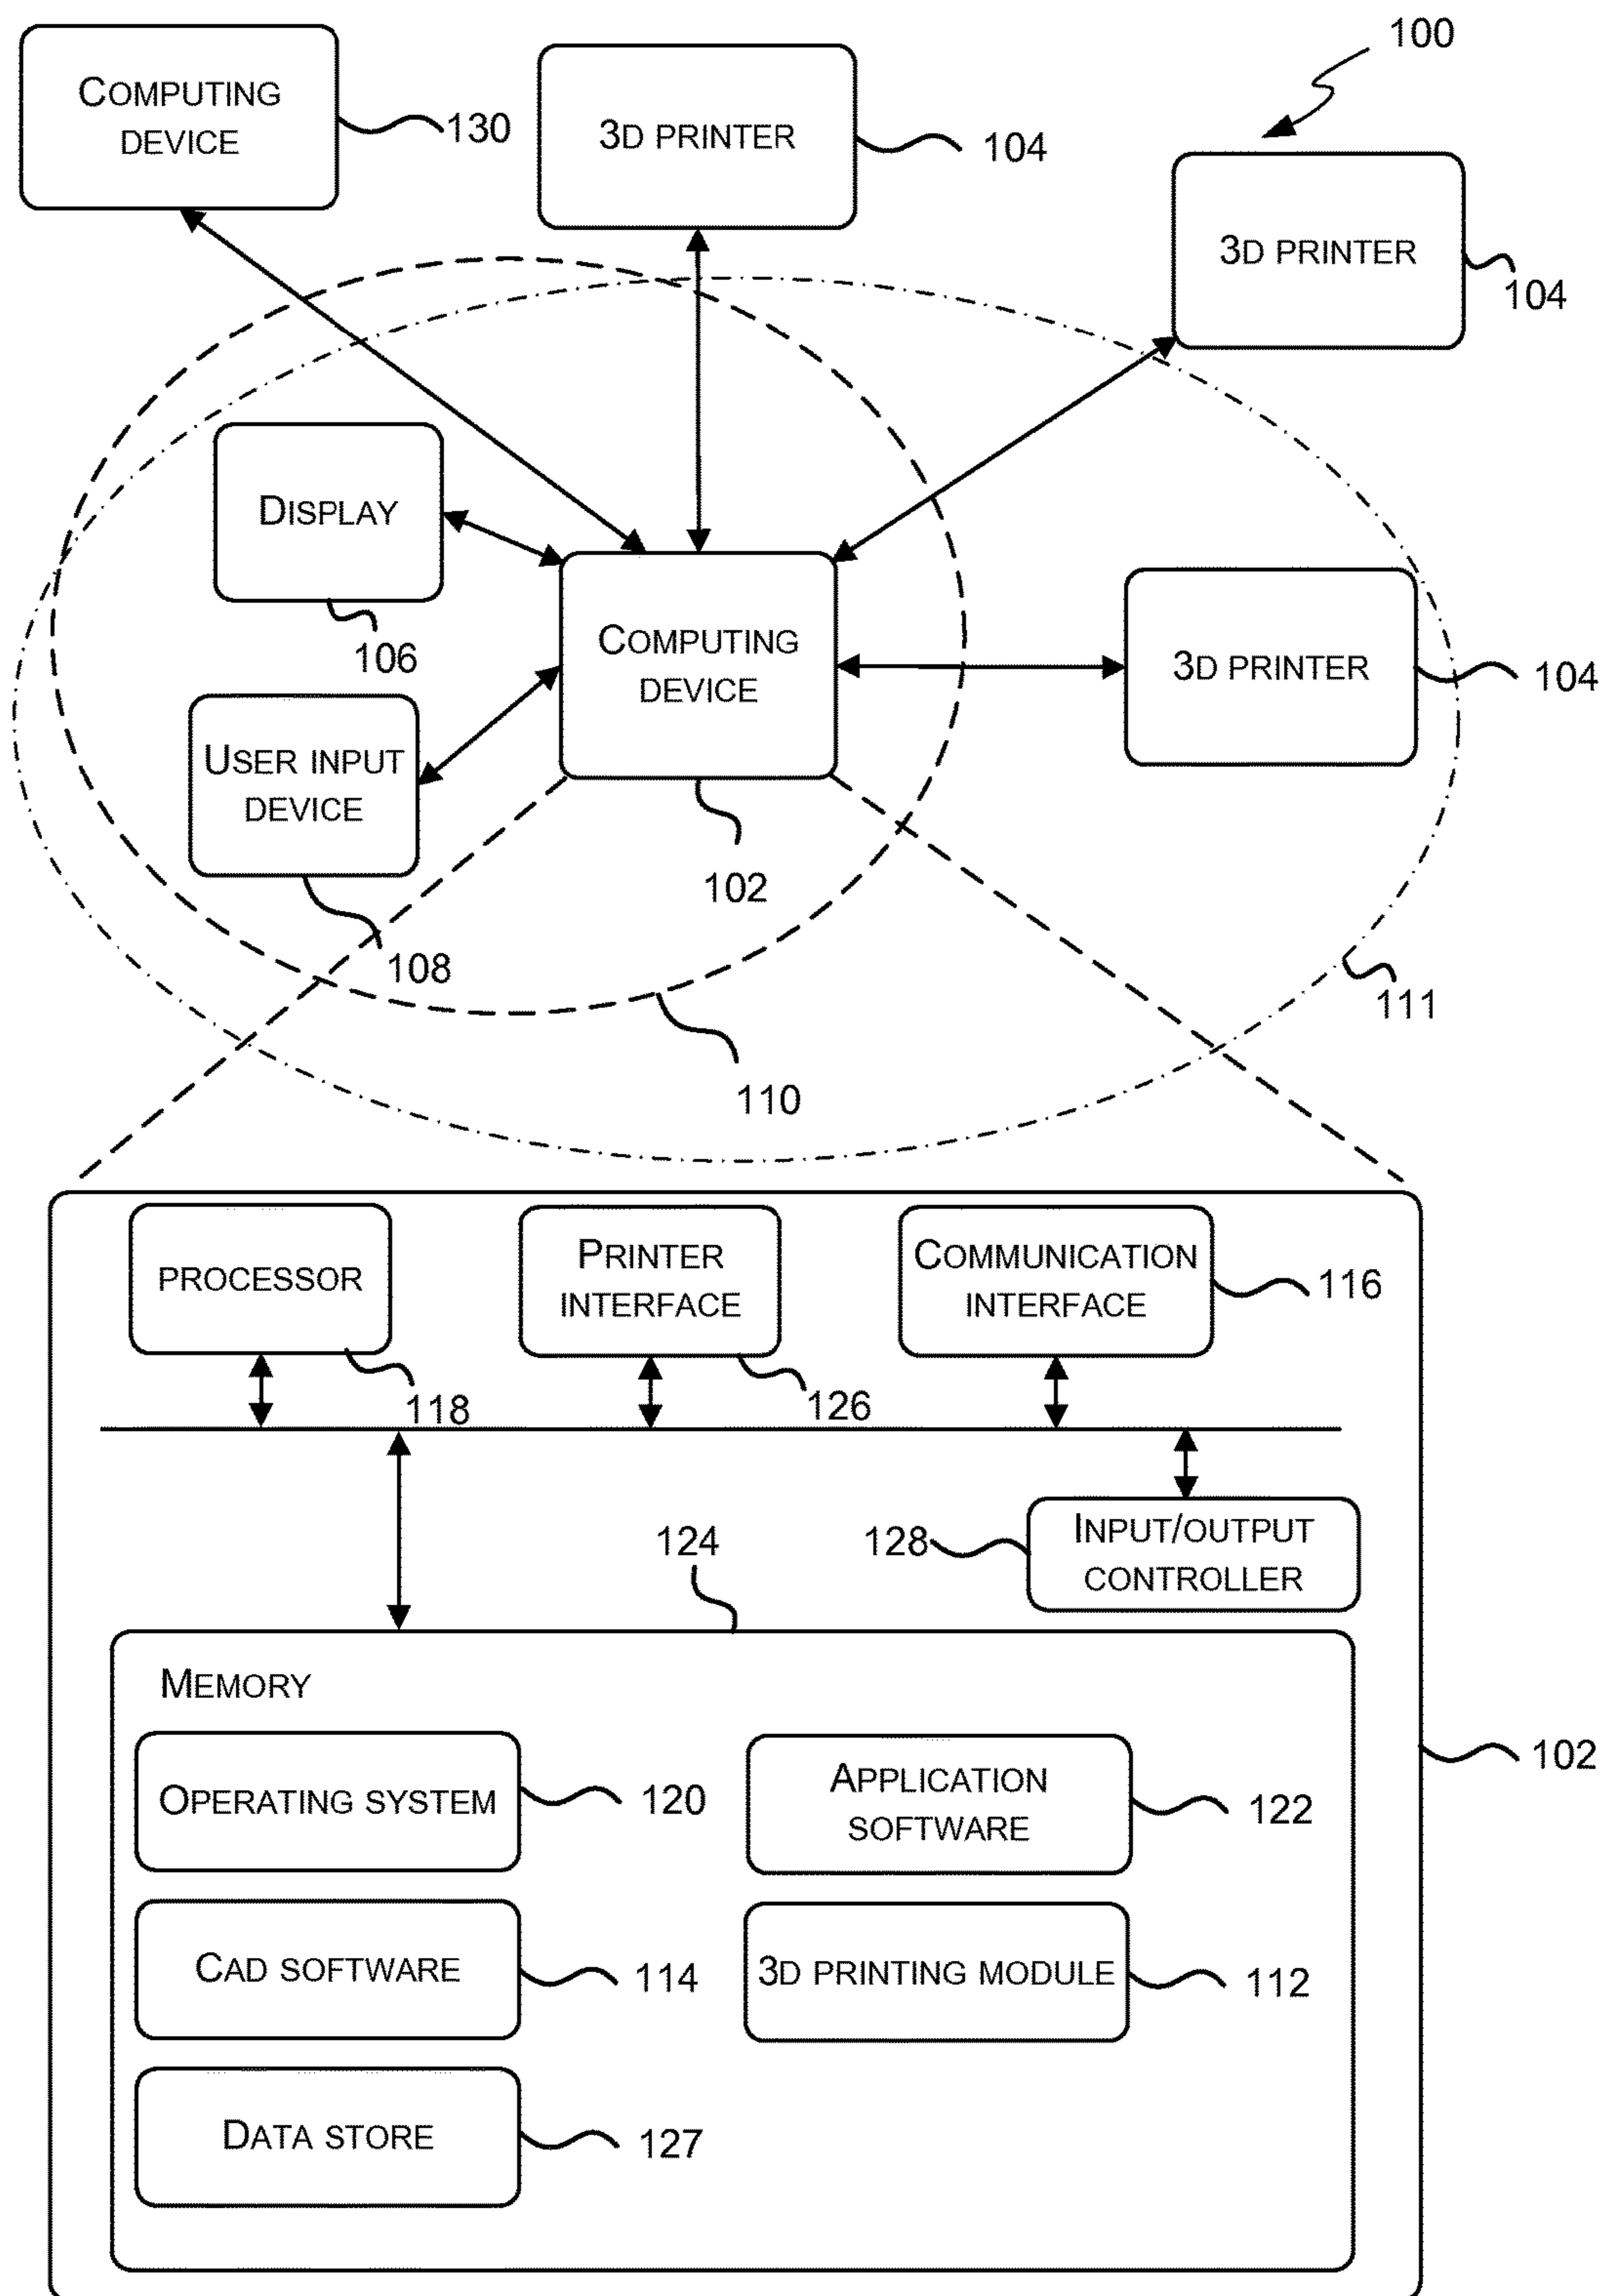 100
COMPUTING
DEVICE
130
3D PRINTER
104
3D PRINTER
104
DISPLAY
106
COMPUTING
DEVICE
102
3D PRINTER
104
USER INPUT
DEVICE
108
111
110
PROCESSOR
118
PRINTER
INTERFACE
126
COMMUNICATION
INTERFACE
116
124
128
INPUT/OUTPUT
CONTROLLER
MEMORY
102
OPERATING SYSTEM
120
APPLICATION
SOFTWARE
122
CAD SOFTWARE
114
3D PRINTING MODULE
112
DATA STORE
127